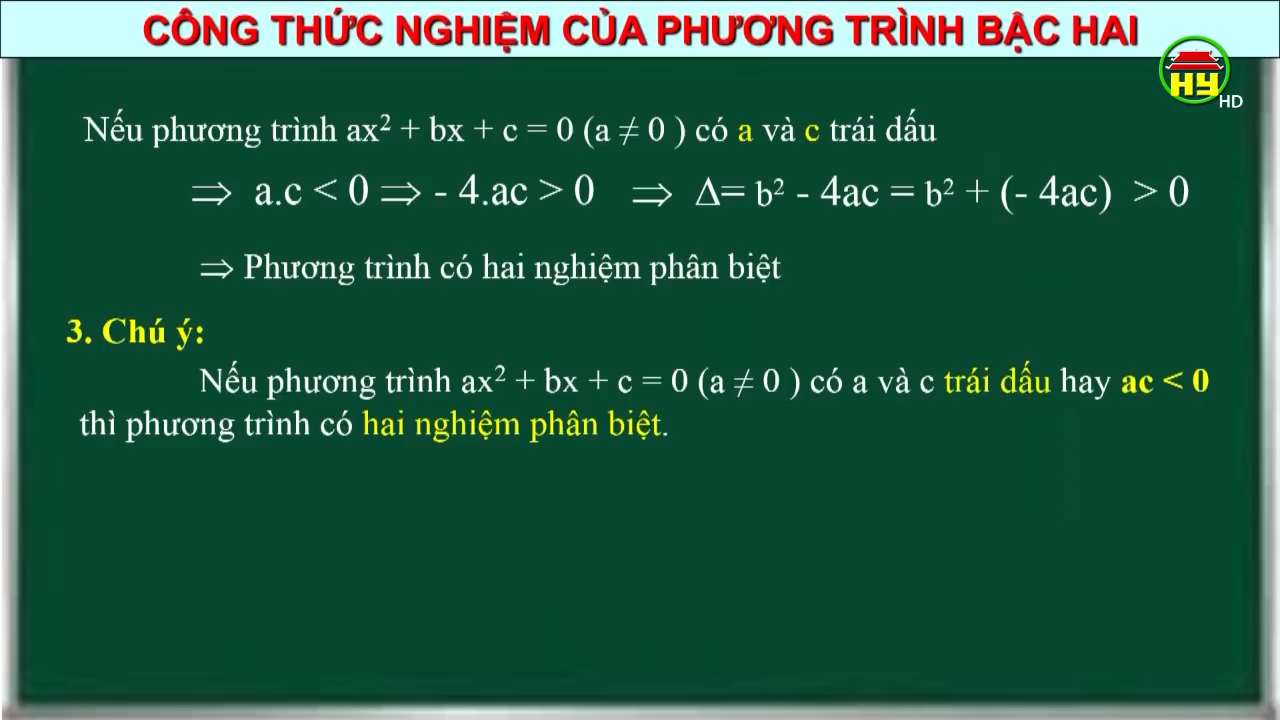 CÔNG THỨC NGHIỆM CỦA PHƯƠNG TRÌNH BẬC HAI
HY HD
Nếu phương trình ax² + bx + c = 0 (a ≠ 0 ) có a và c trái dấu
⇒ a.c < 0 ⇒ - 4.ac > 0 ⇒ Δ= b² - 4ac = b² + (- 4ac) > 0
⇒ Phương trình có hai nghiệm phân biệt
3. Chú ý:
Nếu phương trình ax² + bx + c = 0 (a ≠ 0 ) có a và c trái dấu hay ac < 0
thì phương trình có hai nghiệm phân biệt.